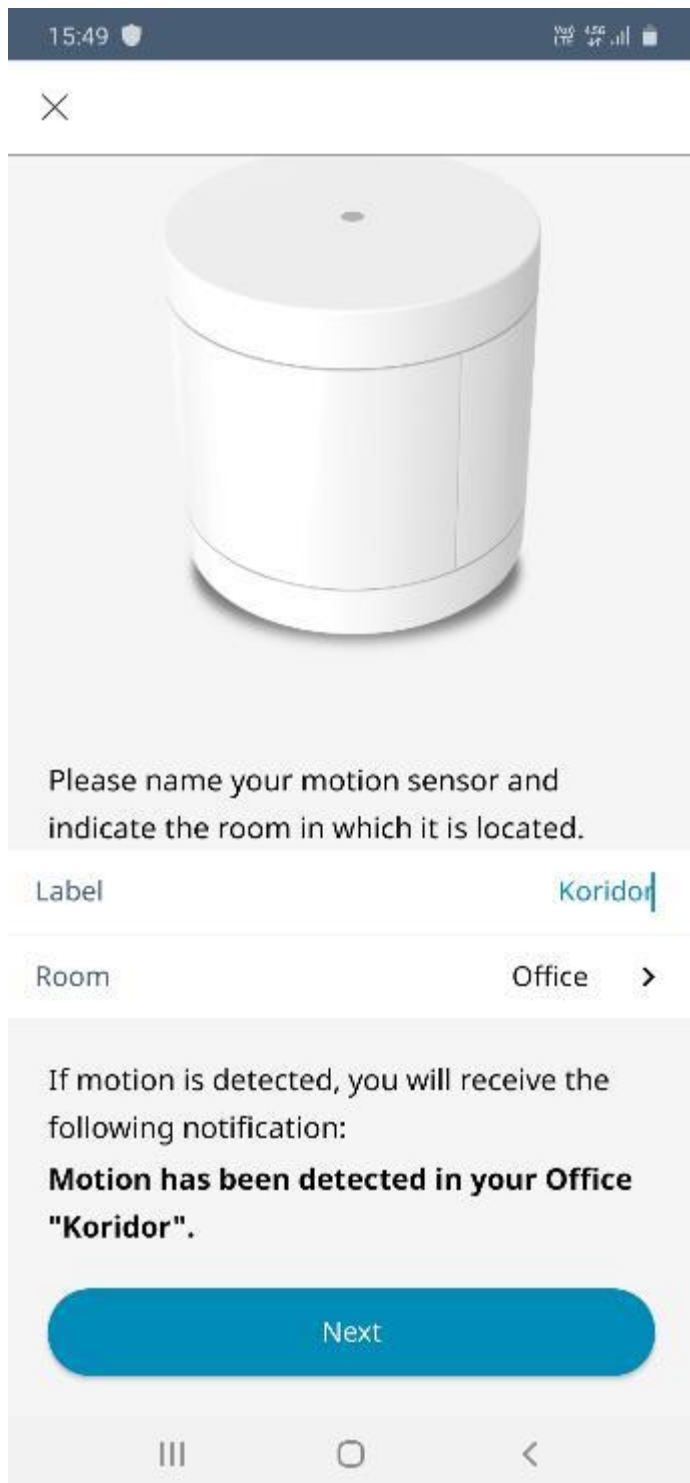 15:49
Please name your motion sensor and
indicate the room in which it is located.
Label Koridor
Room Office
If motion is detected, you will receive the
following notification:
Motion has been detected in your Office
"Koridor".
Next